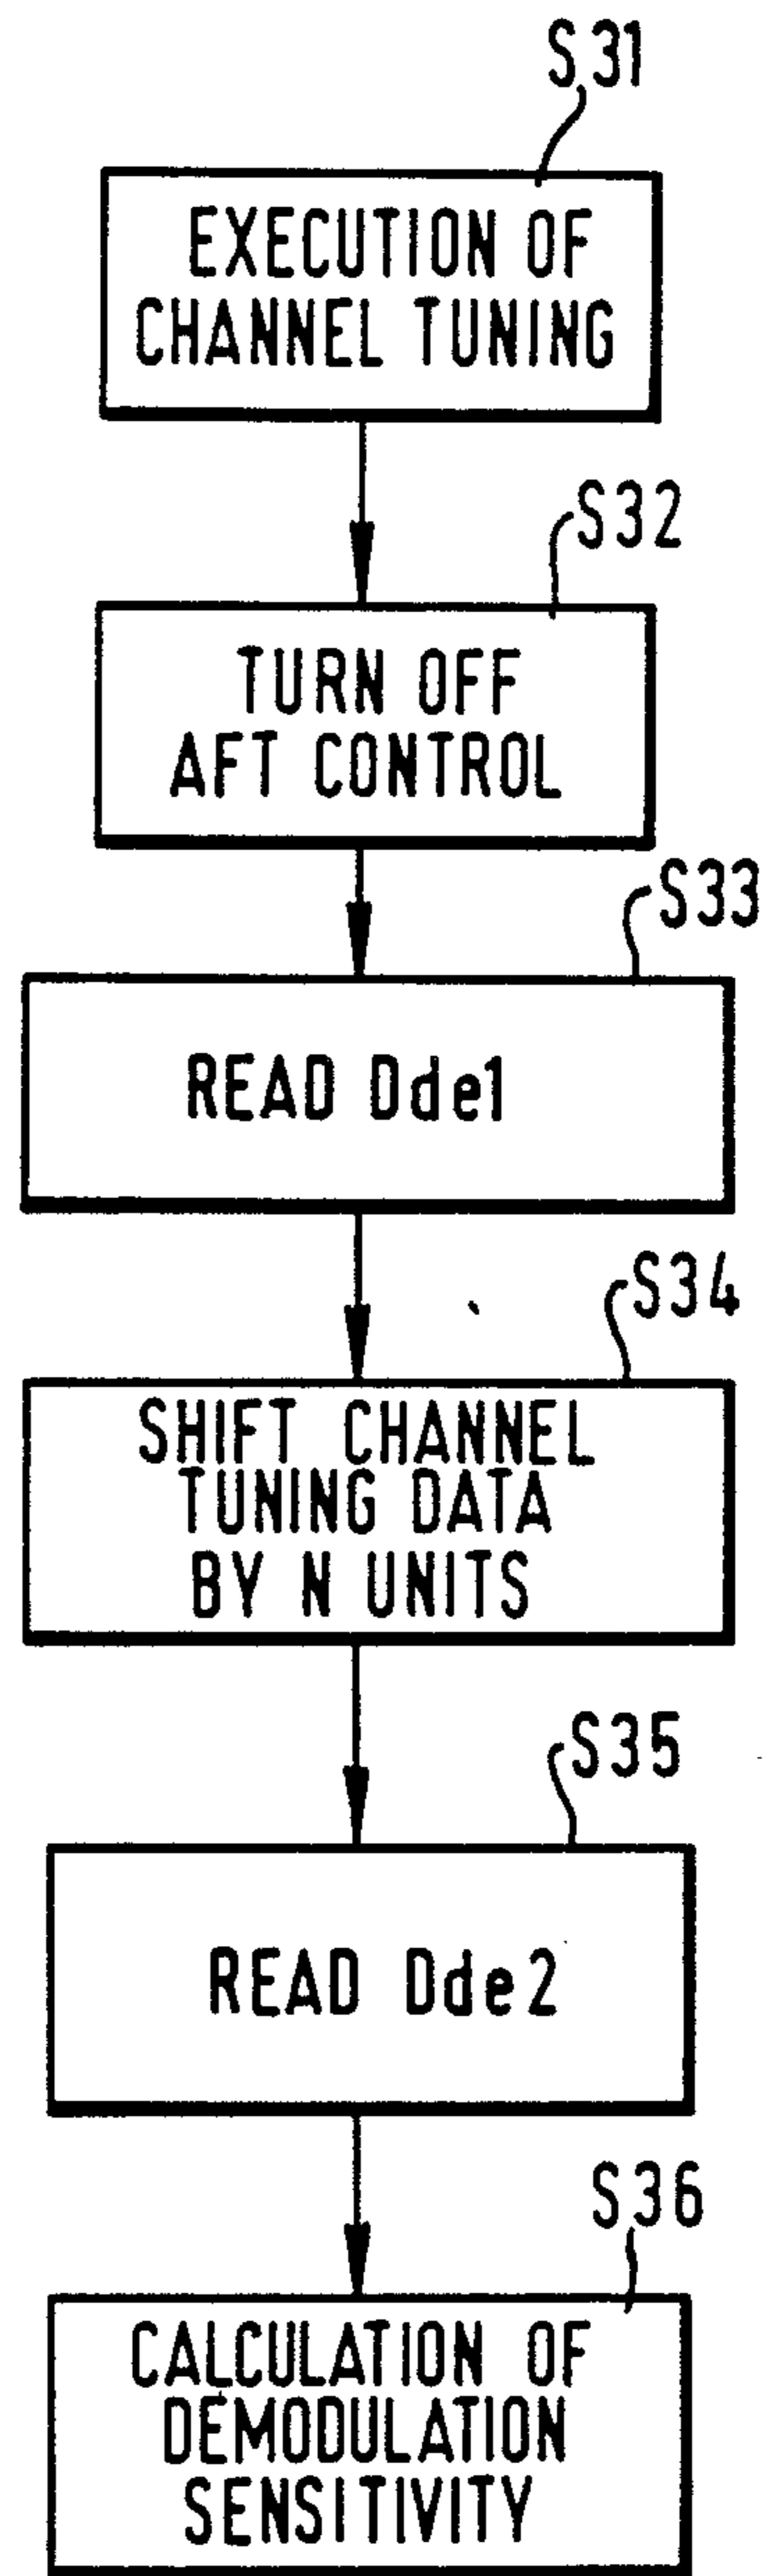 S31
EXECUTION OF
CHANNEL TUNING
S32
TURN OFF
AFT CONTROL
S33
READ Dde1
S34
SHIFT CHANNEL
TUNING DATA
BY N UNITS
S35
READ Dde2
S36
CALCULATION OF
DEMODULATION
SENSITIVITY